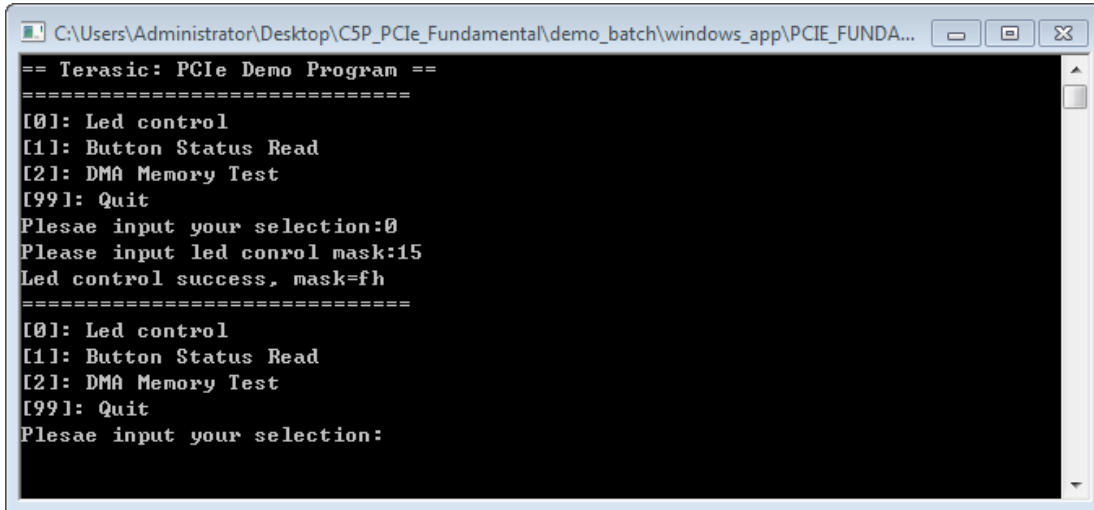 C:\Users\Administrator\Desktop\C5P_PCIe_Fundamental\demo_batch\windows_app\PCIE_FUNDA...
== Terasic: PCIe Demo Program ==
==============================
[0]: Led control
[1]: Button Status Read
[2]: DMA Memory Test
[99]: Quit
Plesae input your selection:0
Please input led conrol mask:15
Led control success, mask=fh
==============================
[0]: Led control
[1]: Button Status Read
[2]: DMA Memory Test
[99]: Quit
Plesae input your selection: